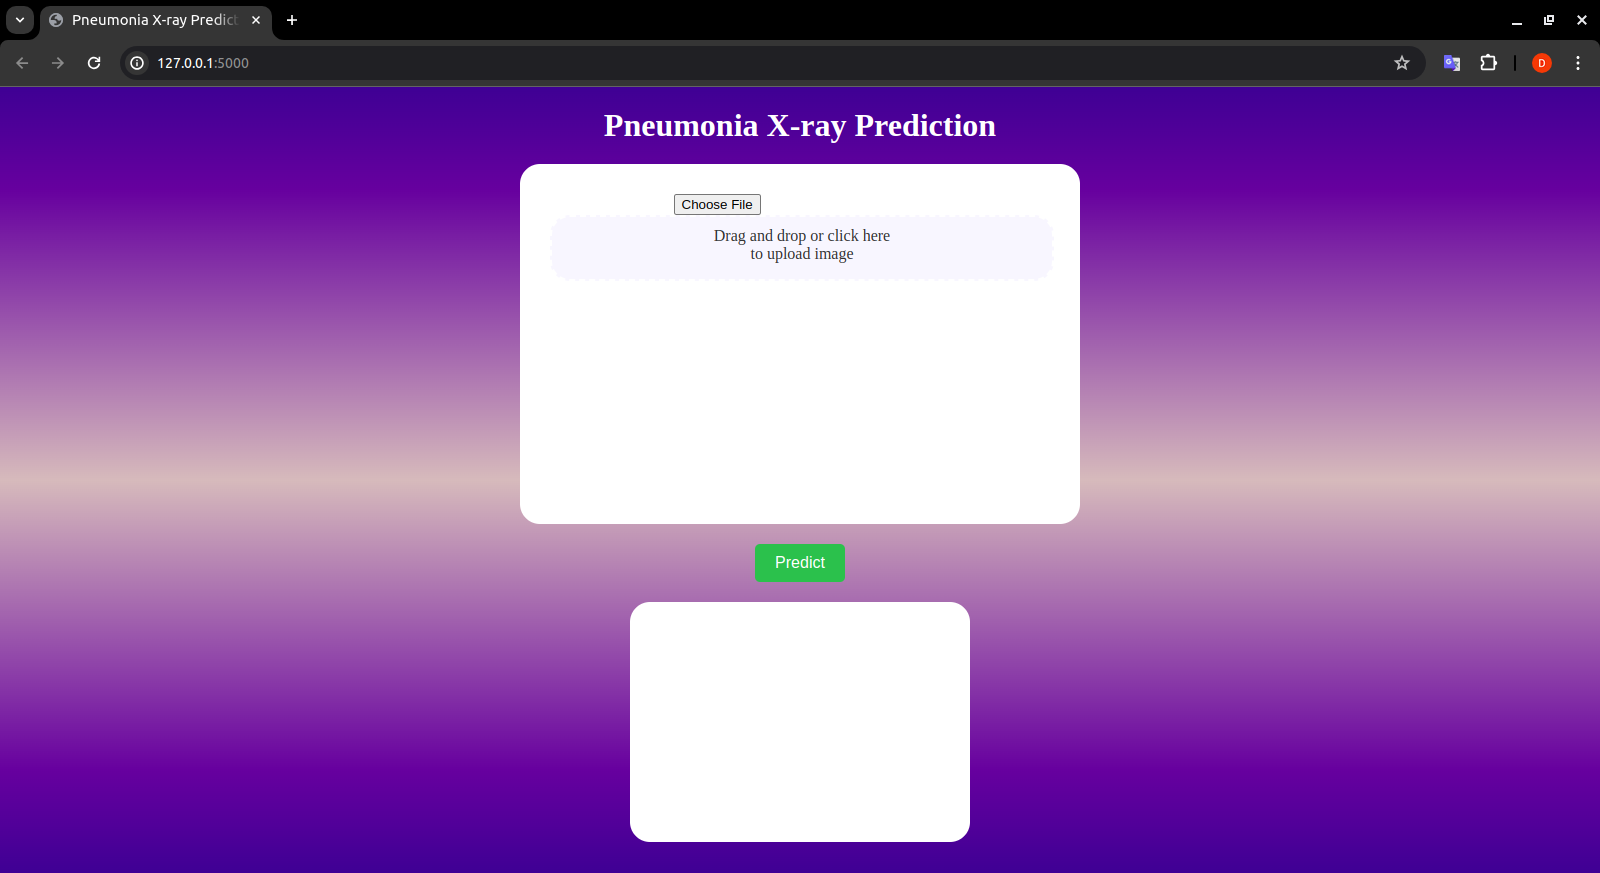 Pneumonia X-ray Predict
127.0.0.1:5000
D
Pneumonia X-ray Prediction
Choose File
Drag and drop or click here
to upload image
Predict